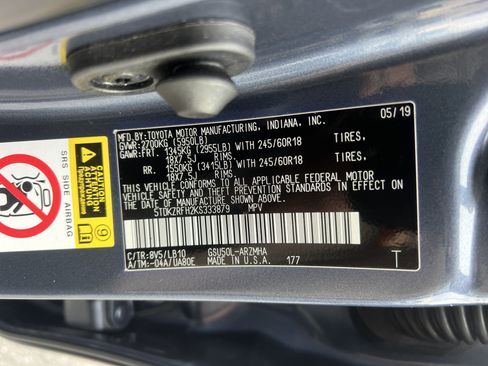 MFD.BY:TOYOTA MOTOR MANUFACTURING, INDIANA, INC. 05/19
GVWR:2700KG(5950LB)
GAWR:FRT. 1345KG(2955LB)WITH 245/60R18 TIRES,
18X7.5J RIMS.
RR. 1550KG(3415LB)WITH 245/60R18 TIRES,
18X7.5J RIMS.
THIS VEHICLE CONFORMS TO ALL APPLICABLE FEDERAL MOTOR
VEHICLE SAFETY AND THEFT PREVENTION STANDARDS IN EFFECT
ON THE DATE OF MANUFACTURE SHOWN ABOVE.
5TDKZRFH2KS333879 MPV
C/TR:8V5/LB10 GSU50L-ARZMHA
A/TM:-04A/UA80E MADE IN U.S.A. 177 T
SRS SIDE AIRBAG
CAUTION
ATTENTION
9